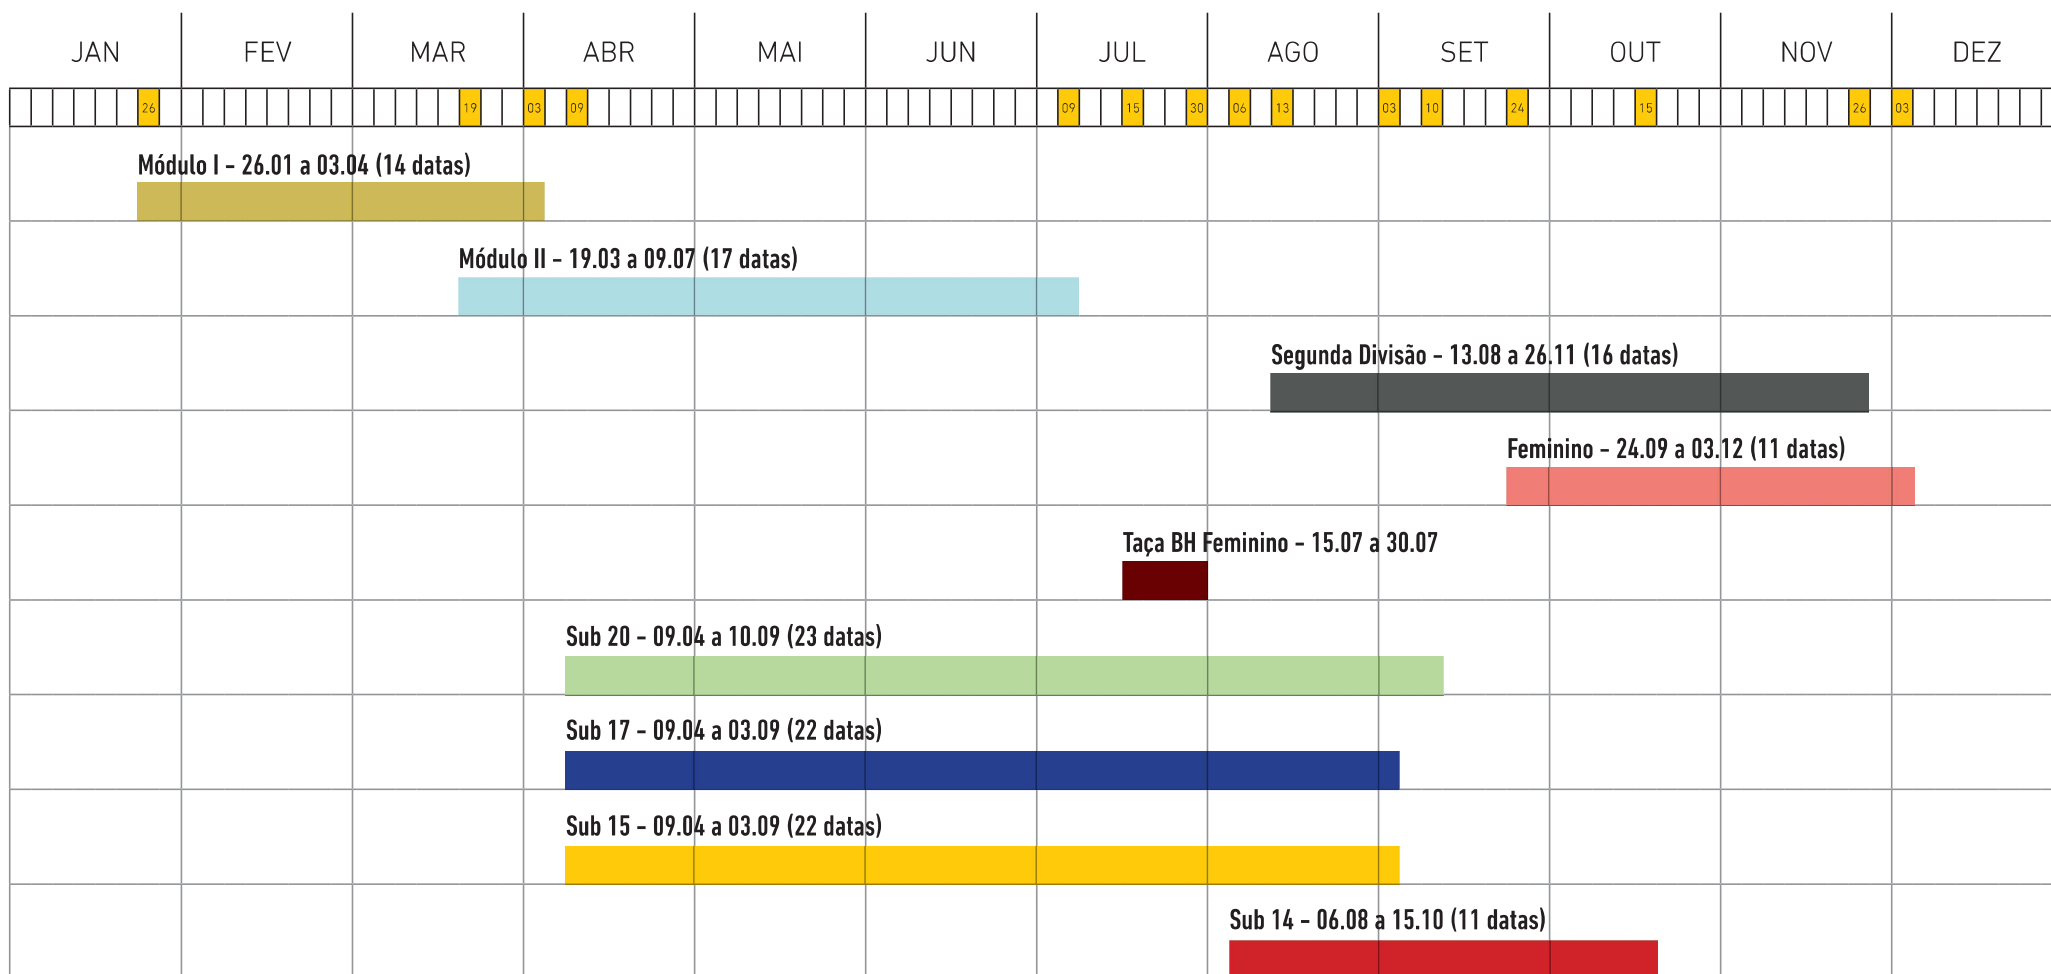 JAN FEV MAR ABR MAI JUN JUL AGO SET OUT NOV DEZ
26 19 03 09 09 15 30 06 13 03 10 24 15 26 03
Módulo I - 26.01 a 03.04 (14 datas)
Módulo II - 19.03 a 09.07 (17 datas)
Segunda Divisão - 13.08 a 26.11 (16 datas)
Feminino - 24.09 a 03.12 (11 datas)
Taça BH Feminino - 15.07 a 30.07
Sub 20 - 09.04 a 10.09 (23 datas)
Sub 17 - 09.04 a 03.09 (22 datas)
Sub 15 - 09.04 a 03.09 (22 datas)
Sub 14 - 06.08 a 15.10 (11 datas)